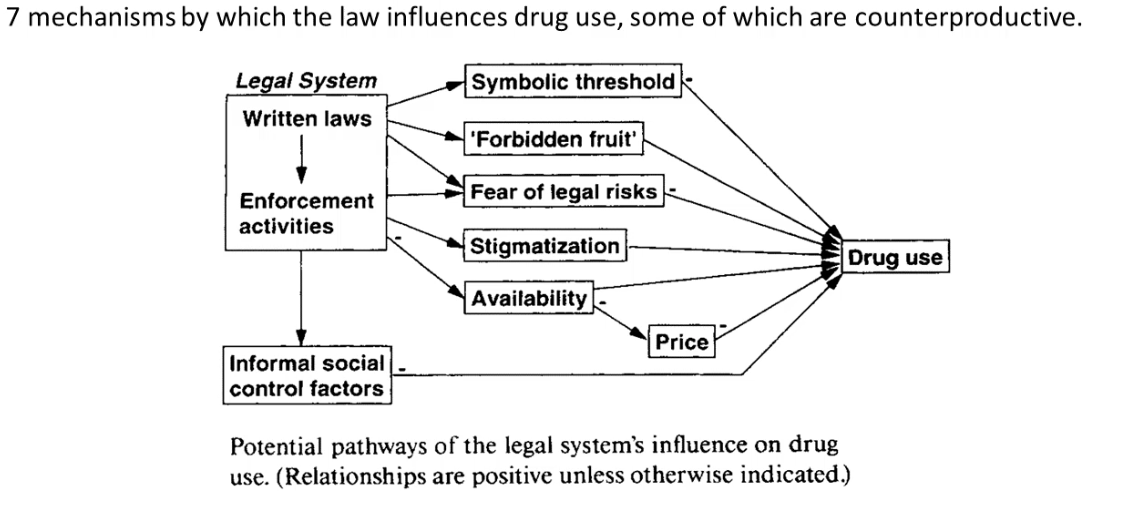 7 mechanisms by which the law influences drug use, some of which are counterproductive.
Legal System
Written laws
Enforcement
activities
Symbolic threshold
-
'Forbidden fruit'
Fear of legal risks
-
Stigmatization
-
Availability
-
Price
-
Informal social
control factors
-
Drug use
Potential pathways of the legal system's influence on drug
use. (Relationships are positive unless otherwise indicated.)